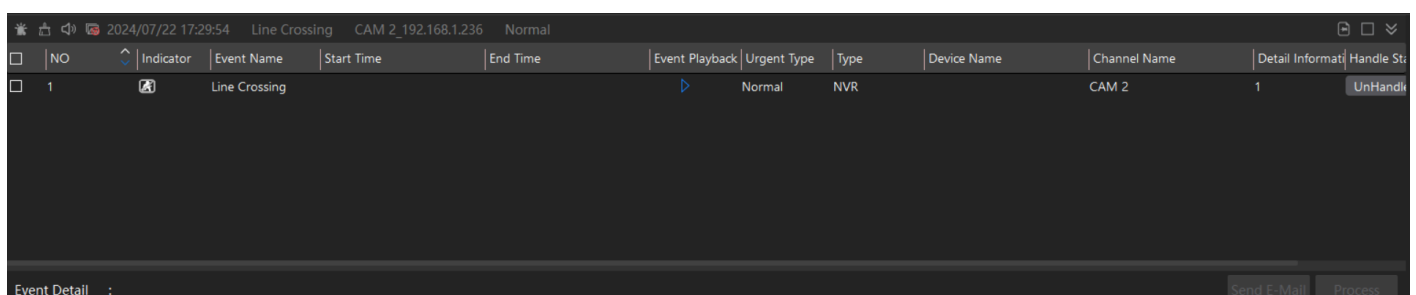 2024/07/22 17:29:54 Line Crossing CAM 2_192.168.1.236 Normal
NO Indicator Event Name Start Time End Time Event Playback Urgent Type Type Device Name Channel Name Detail Informati Handle Sta
1 Line Crossing Normal NVR CAM 2 1 UnHandle
Event Detail : Send E-Mail Process